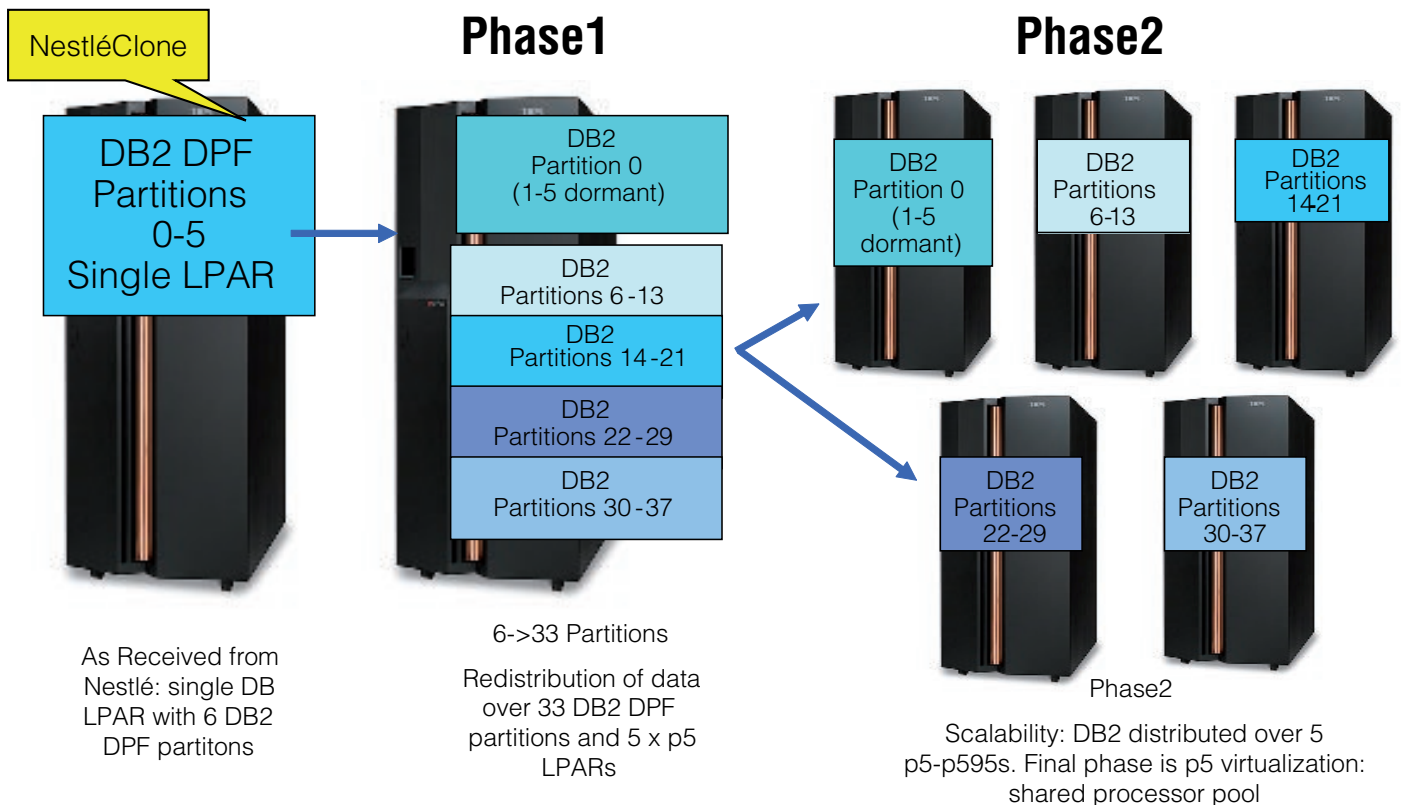 NestléClone
DB2 DPF
Partitions
0-5
Single LPAR
As Received from
Nestlé: single DB
LPAR with 6 DB2
DPF partitons
Phase1
DB2
Partition 0
(1-5 dormant)
DB2
Partitions 6-13
DB2
Partitions 14-21
DB2
Partitions 22-29
DB2
Partitions 30-37
6->33 Partitions
Redistribution of data
over 33 DB2 DPF
partitions and 5 x p5
LPARs
Phase2
DB2
Partition 0
(1-5
dormant)
DB2
Partitions
6-13
DB2
Partitions
14-21
DB2
Partitions
22-29
DB2
Partitions
30-37
Phase2
Scalability: DB2 distributed over 5
p5-p595s. Final phase is p5 virtualization:
shared processor pool